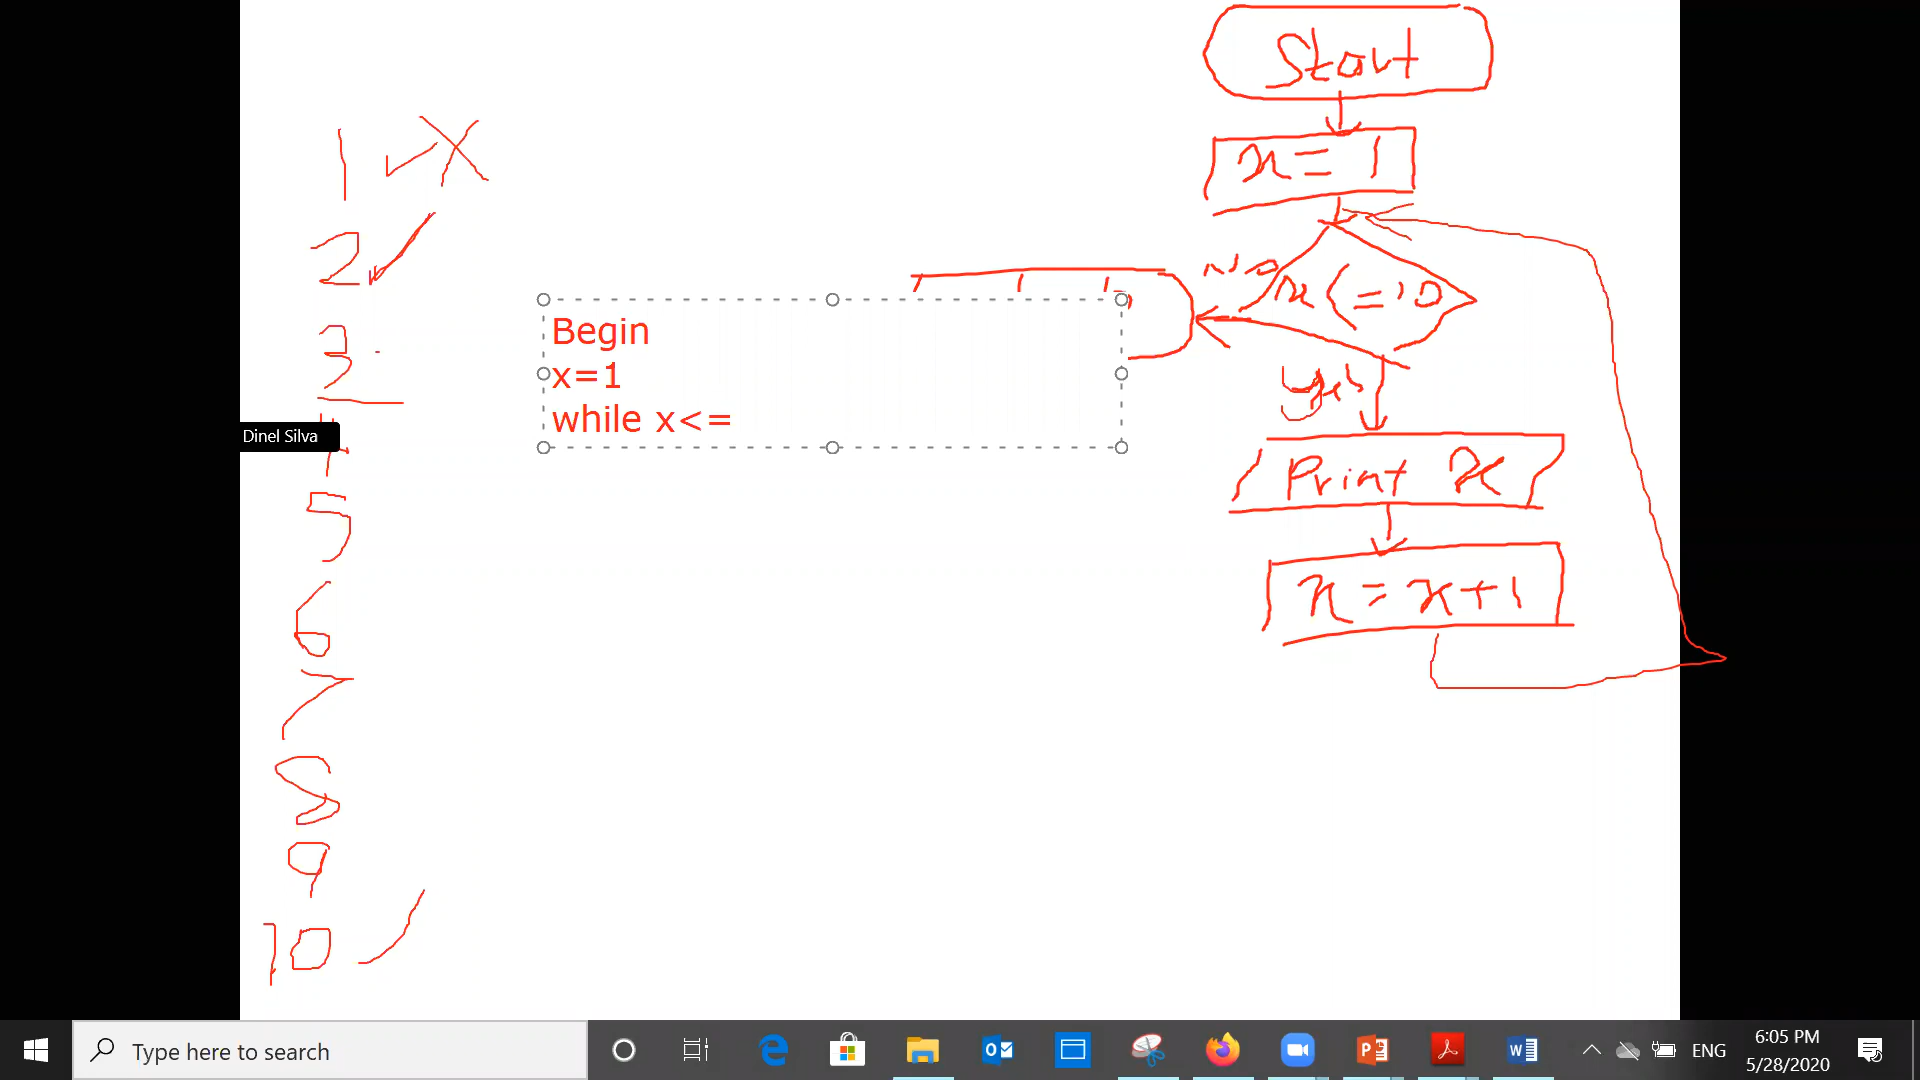 Start
x = 1
No
x <= 10
Yes
Print x
x = x+1
Begin
x=1
while x<=
1
2
3
4
5
6
7
8
9
10
Dinel Silva
Type here to search
ENG
6:05 PM
5/28/2020